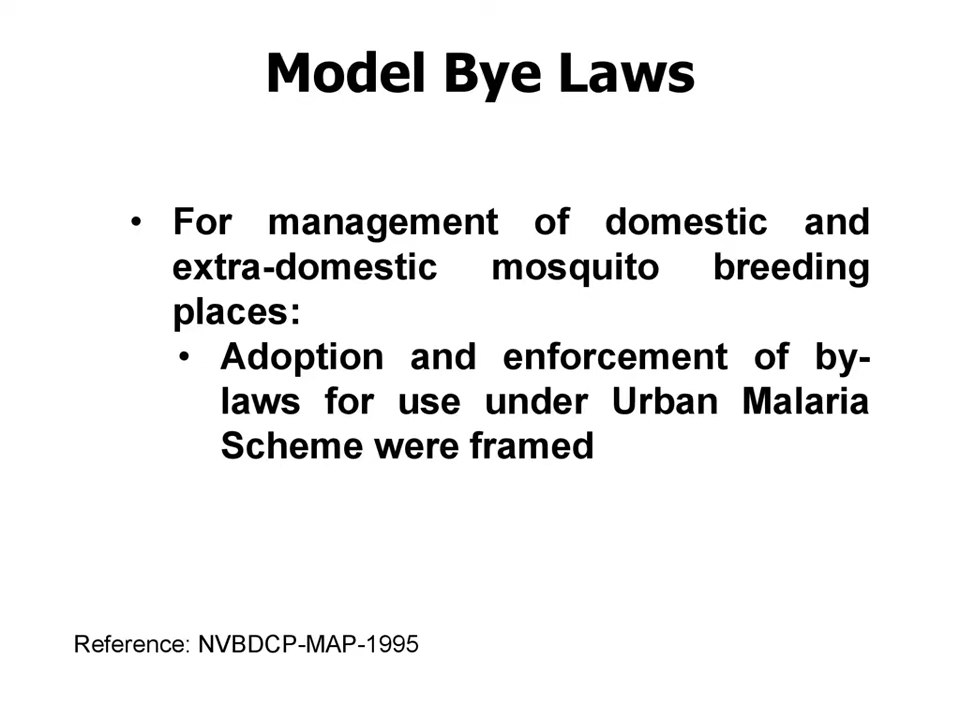 Model Bye Laws
• For management of domestic and
extra-domestic mosquito breeding
places:
• Adoption and enforcement of by-
laws for use under Urban Malaria
Scheme were framed
Reference: NVBDCP-MAP-1995